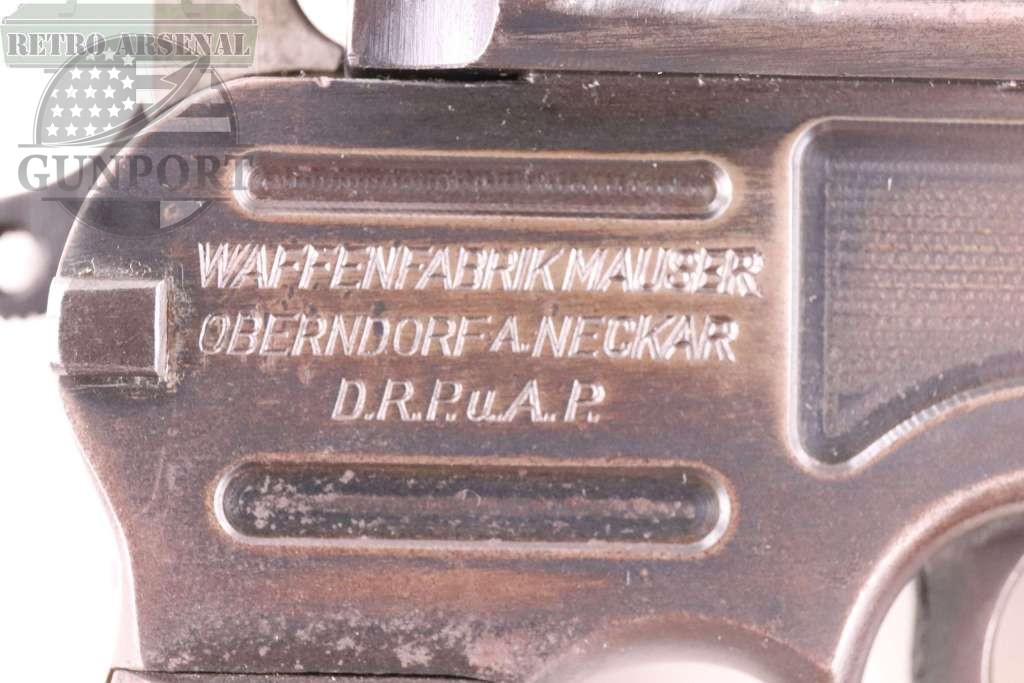 RETRO ARSENAL
GUNPORT
WAFFENFABRIK MAUSER
OBERNDORF A. NECKAR
D.R.P.u.A.P.